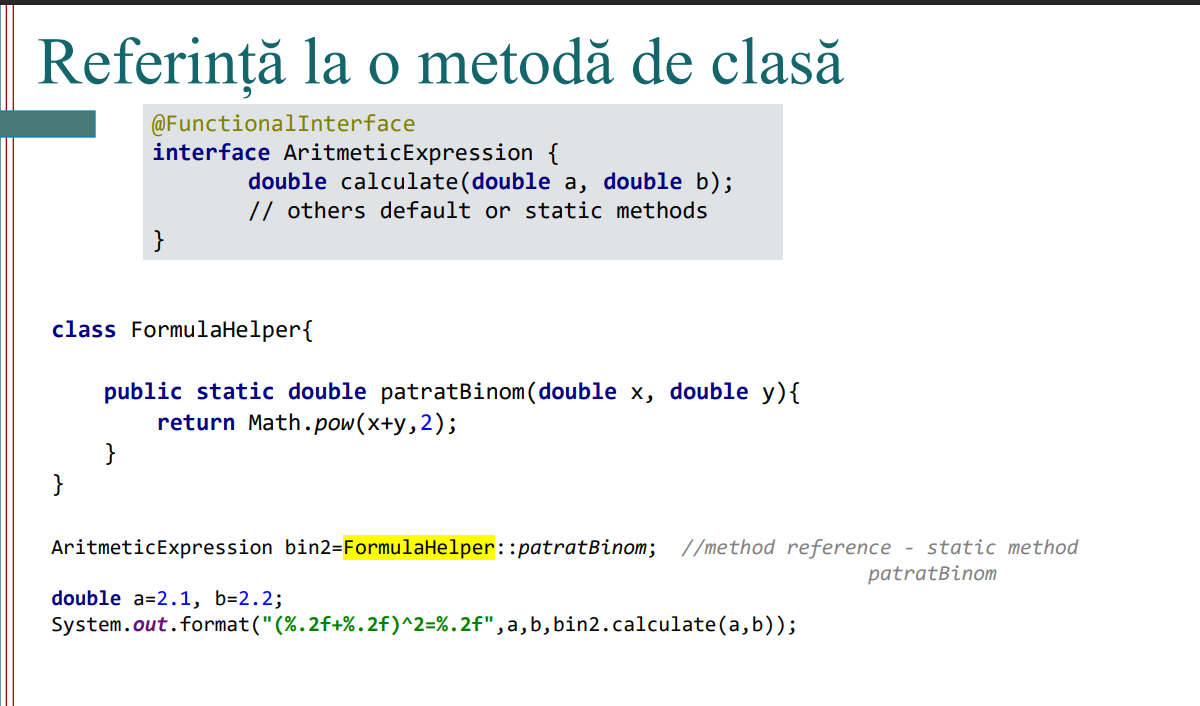 Referință la o metodă de clasă
@FunctionalInterface
interface AritmeticExpression {
double calculate(double a, double b);
// others default or static methods
}
class FormulaHelper{
public static double patratBinom(double x, double y){
return Math.pow(x+y,2);
}
}
AritmeticExpression bin2=FormulaHelper::patratBinom; //method reference - static method
patratBinom
double a=2.1, b=2.2;
System.out.format("(%.2f+%.2f)^2=%.2f",a,b,bin2.calculate(a,b));